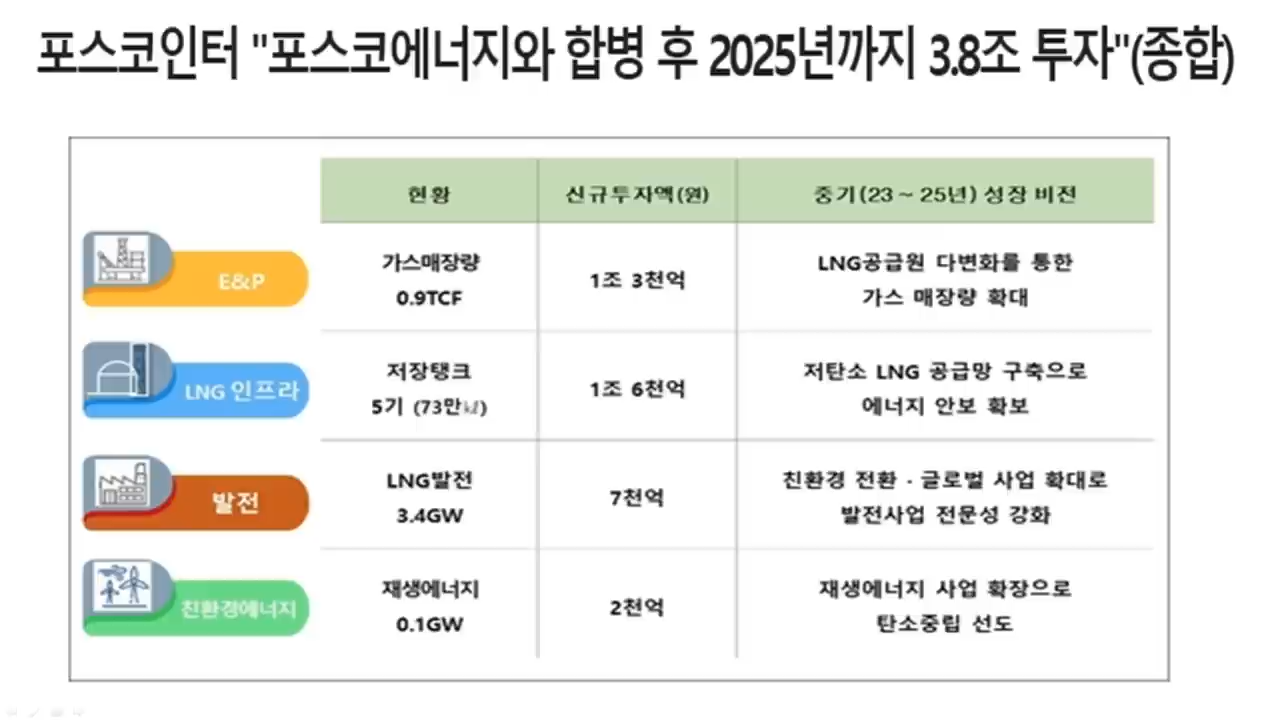 포스코인터 "포스코에너지와 합병 후 2025년까지 3.8조 투자"(종합)
현황 신규투자액(원) 중기(23 ~ 25년) 성장 비전
E&P
가스매장량
0.9TCF
1조 3천억
LNG공급원 다변화를 통한
가스 매장량 확대
LNG 인프라
저장탱크
5기 (73만㎘)
1조 6천억
저탄소 LNG 공급망 구축으로
에너지 안보 확보
발전
LNG발전
3.4GW
7천억
친환경 전환 · 글로벌 사업 확대로
발전사업 전문성 강화
친환경에너지
재생에너지
0.1GW
2천억
재생에너지 사업 확장으로
탄소중립 선도